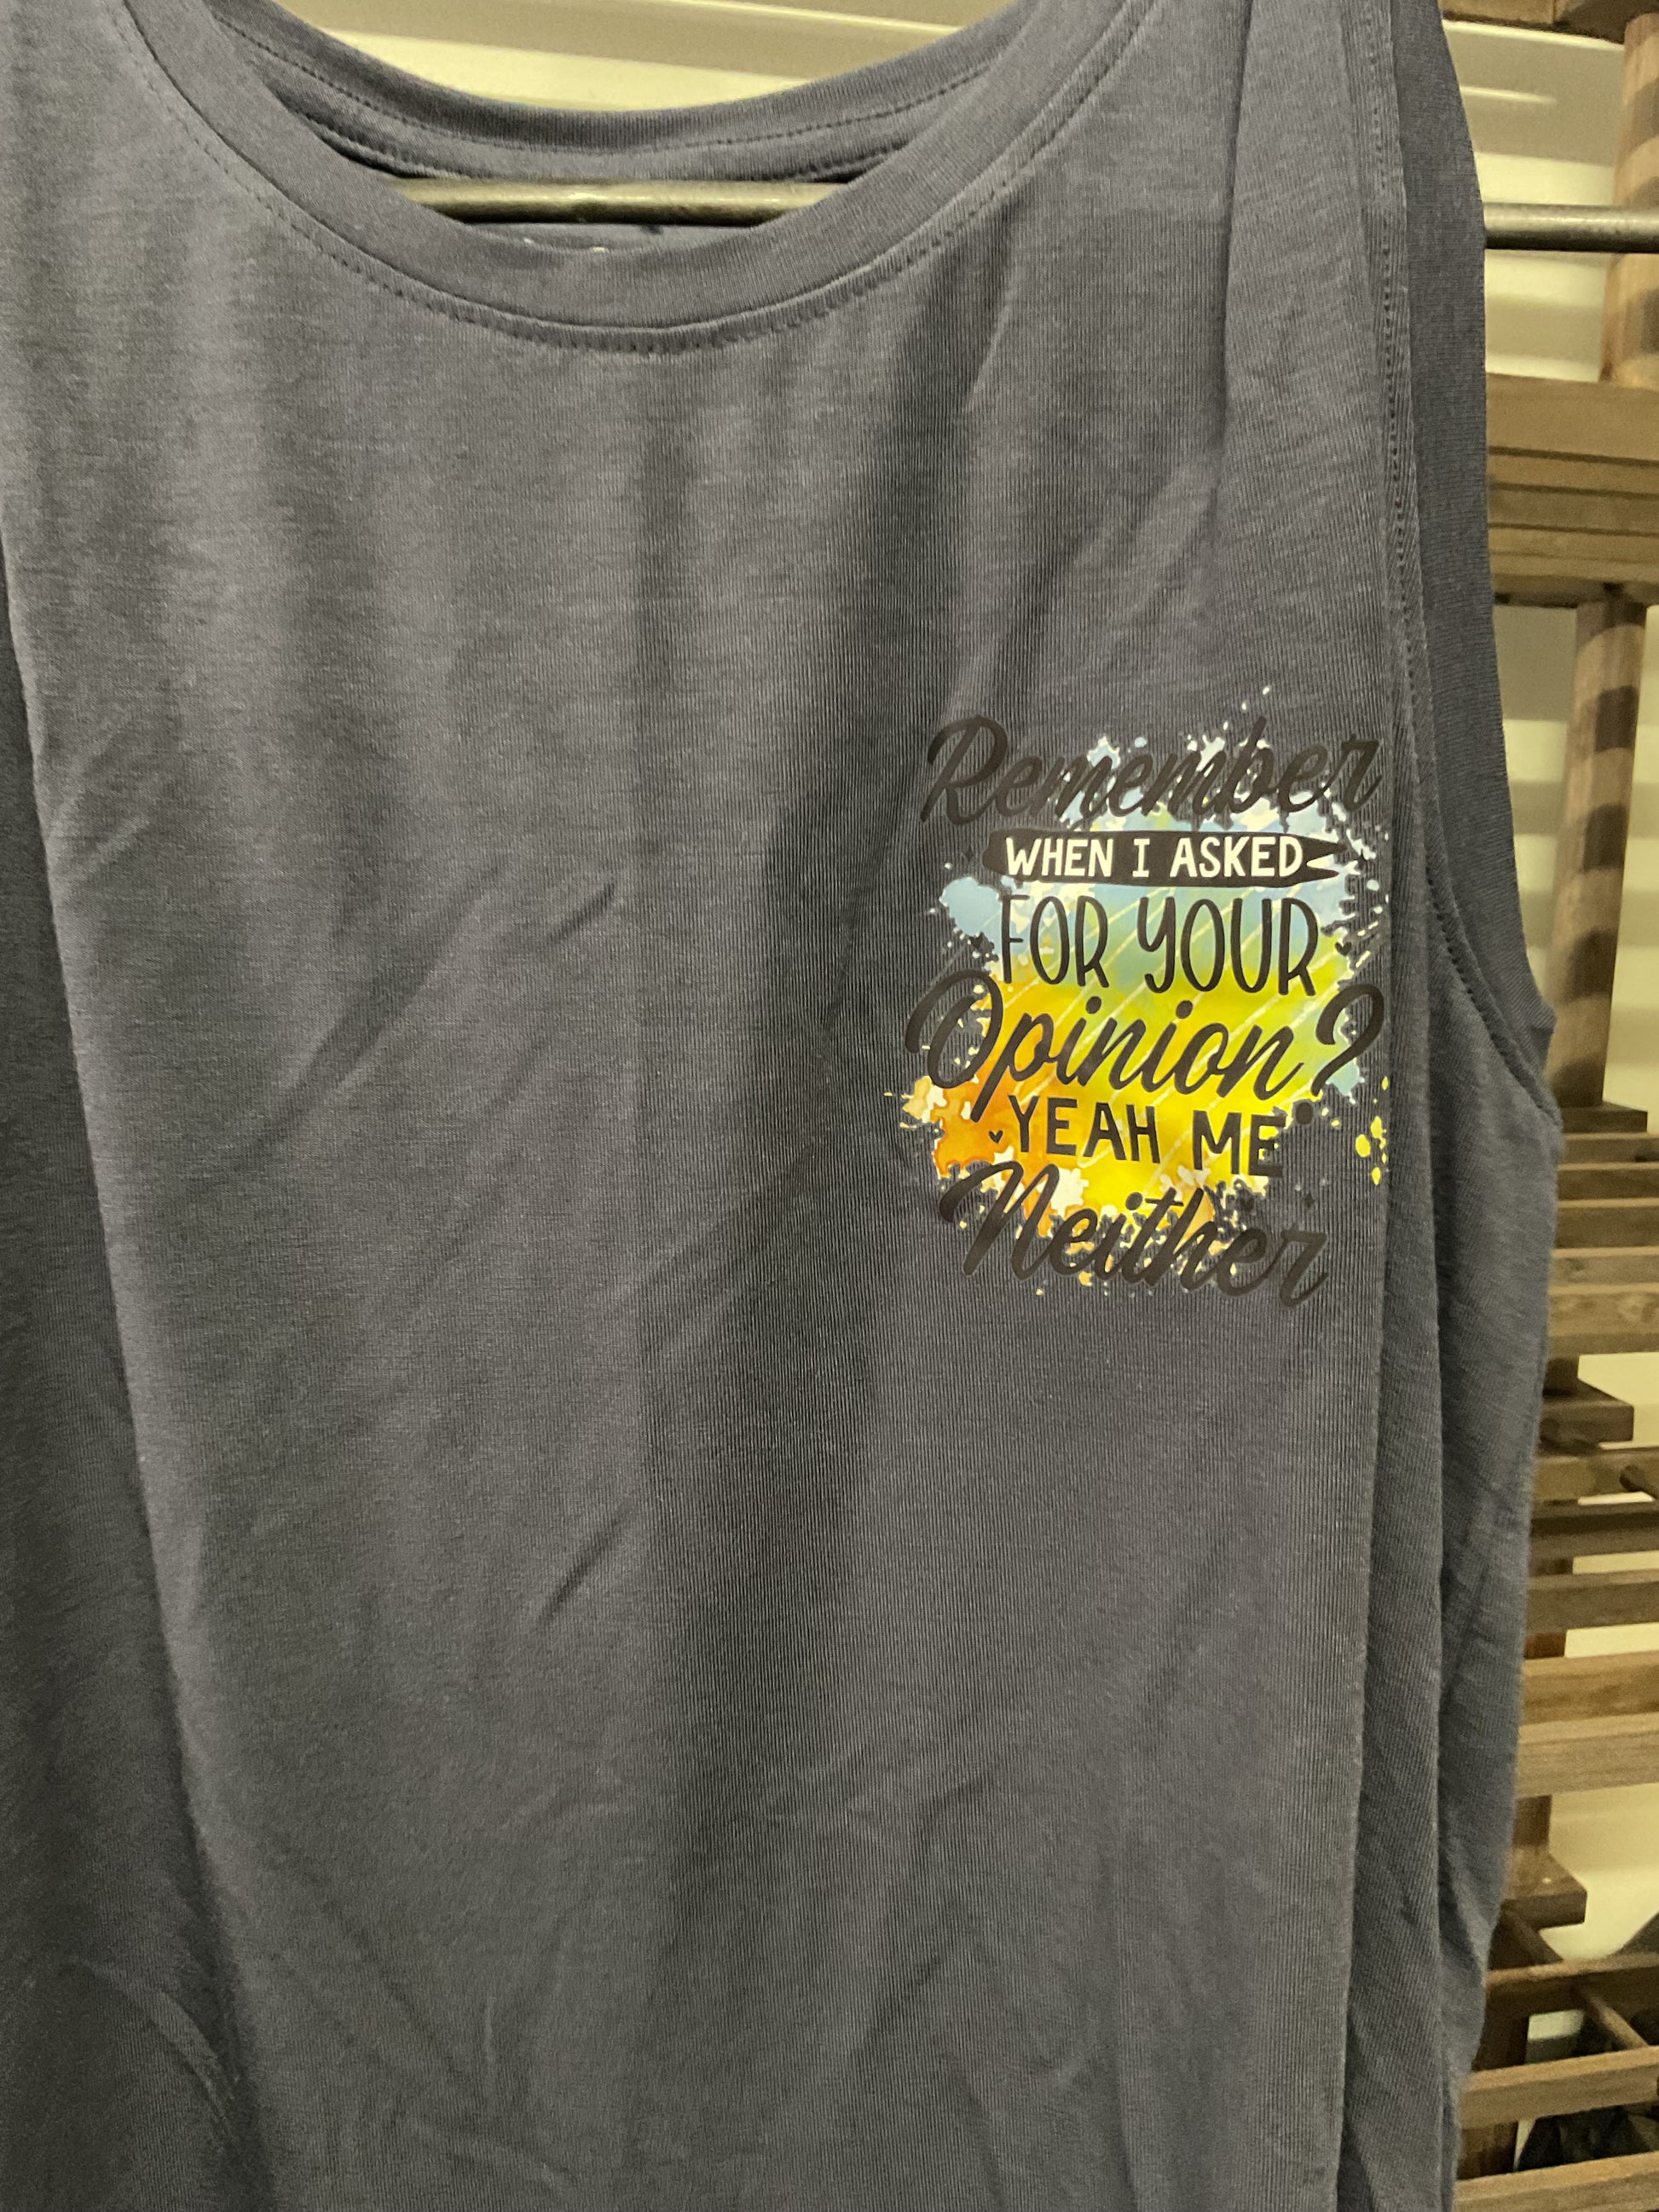 Remember
WHEN I ASKED
FOR YOUR
Opinion?
YEAH ME
Neither